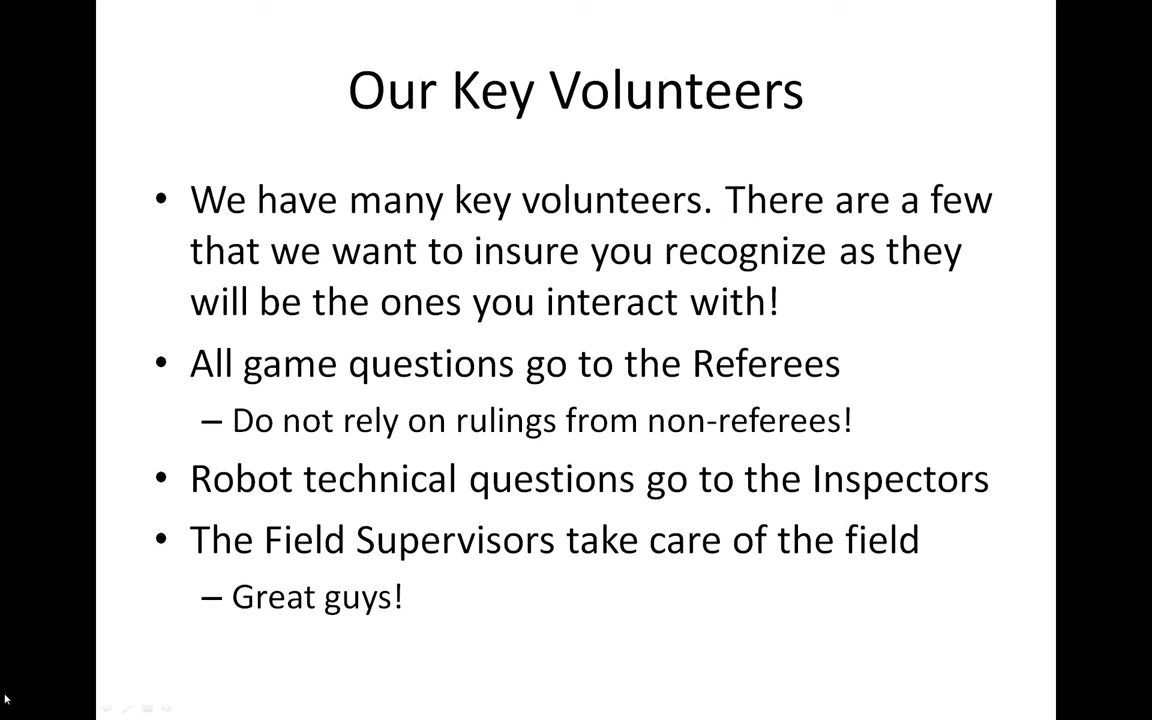 Our Key Volunteers
• We have many key volunteers. There are a few
that we want to insure you recognize as they
will be the ones you interact with!
• All game questions go to the Referees
– Do not rely on rulings from non-referees!
• Robot technical questions go to the Inspectors
• The Field Supervisors take care of the field
– Great guys!